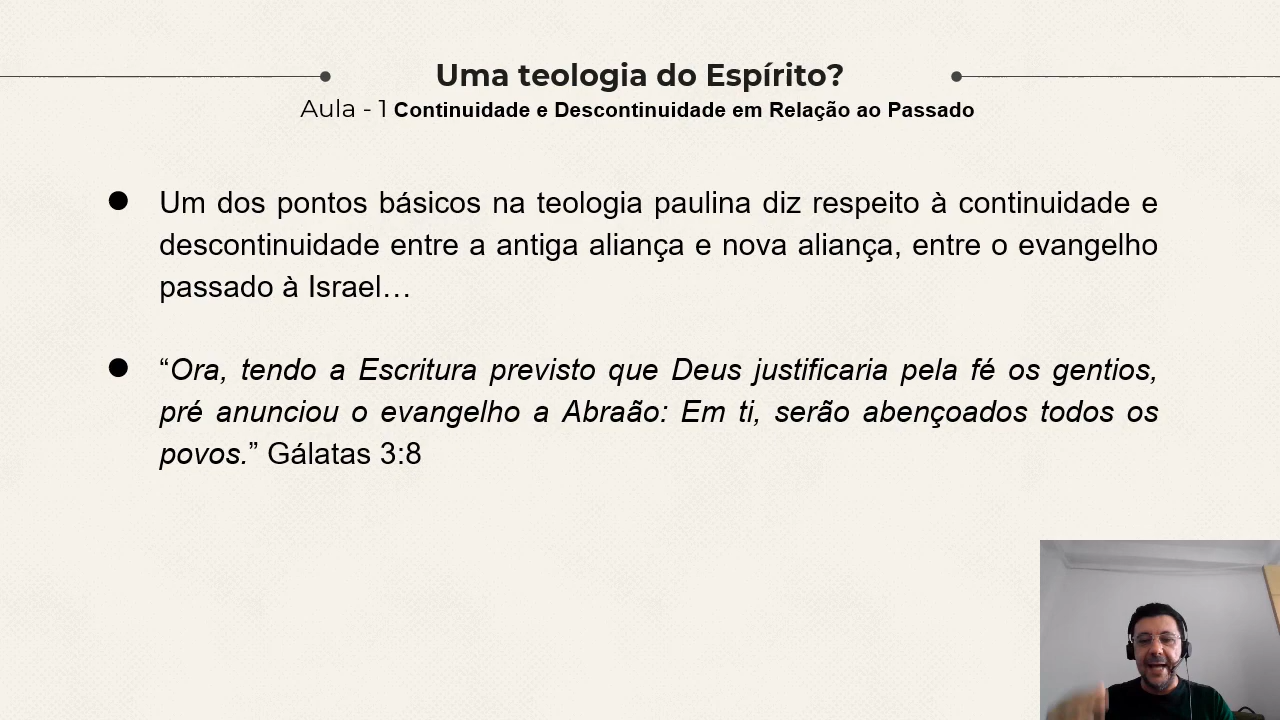 Uma teologia do Espírito?
Aula - 1 Continuidade e Descontinuidade em Relação ao Passado
● Um dos pontos básicos na teologia paulina diz respeito à continuidade e
descontinuidade entre a antiga aliança e nova aliança, entre o evangelho
passado à Israel…
● “Ora, tendo a Escritura previsto que Deus justificaria pela fé os gentios,
pré anunciou o evangelho a Abraão: Em ti, serão abençoados todos os
povos.” Gálatas 3:8